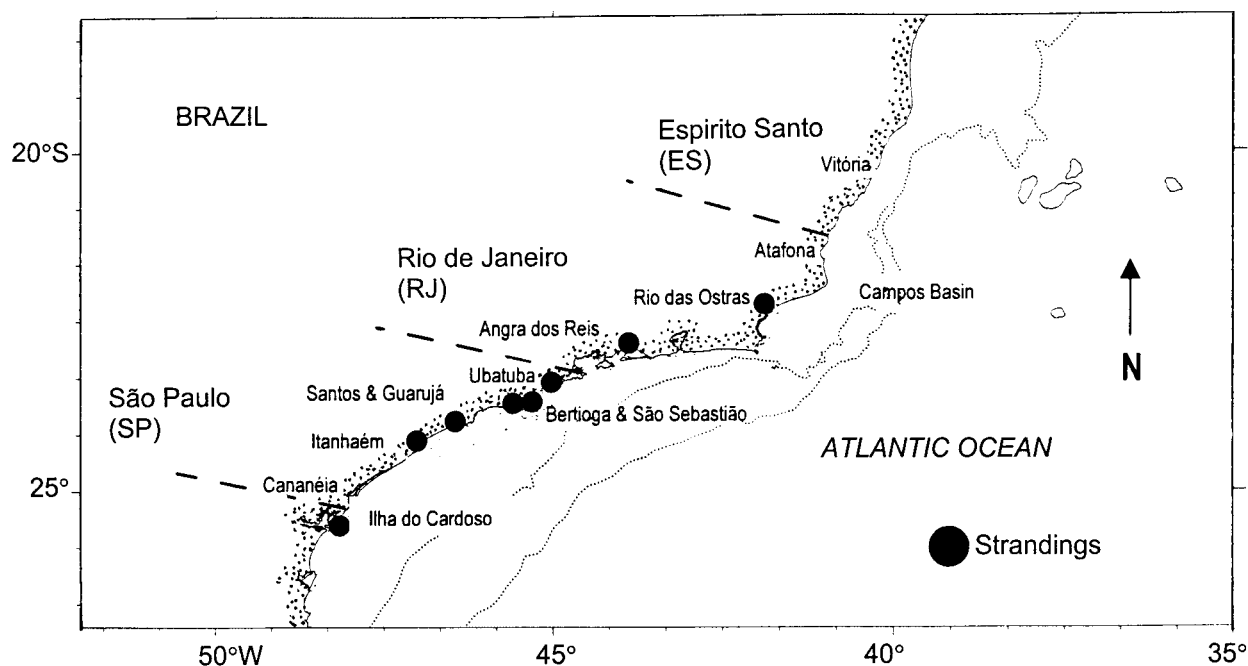 BRAZIL
20°S
Espirito Santo
(ES)
Vitória
Atafona
Rio de Janeiro
(RJ)
Rio das Ostras
Campos Basin
Angra dos Reis
N
Ubatuba
São Paulo
(SP)
Santos & Guarujá
Bertioga & São Sebastião
Itanhaém
ATLANTIC OCEAN
25°
Cananéia
Ilha do Cardoso
Strandings
50°W
45°
40°
35°